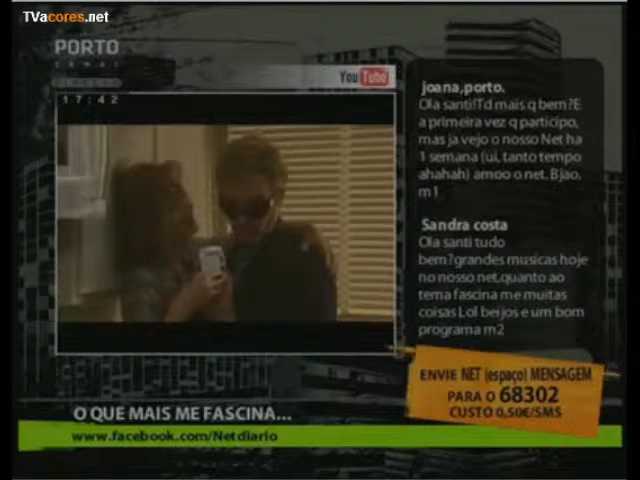 TVacores.net
PORTO
CANAL
17:42
You Tube
joana,porto.
Ola santi!Td mais q bem?E
a primeira vez q participo,
mas ja vejo o nosso Net ha
1 semana (ui, tanto tempo
ahahah) amoo o net. Bjao.
m1
Sandra costa
Ola santi tudo
bem?grandes musicas hoje
no nosso net,quanto ao
tema fascina me muitas
coisas Lol beijos e um bom
programa m2
ENVIE NET (espaço) MENSAGEM
PARA O 68302
CUSTO 0,50€/SMS
O QUE MAIS ME FASCINA...
www.facebook.com/Netdiario